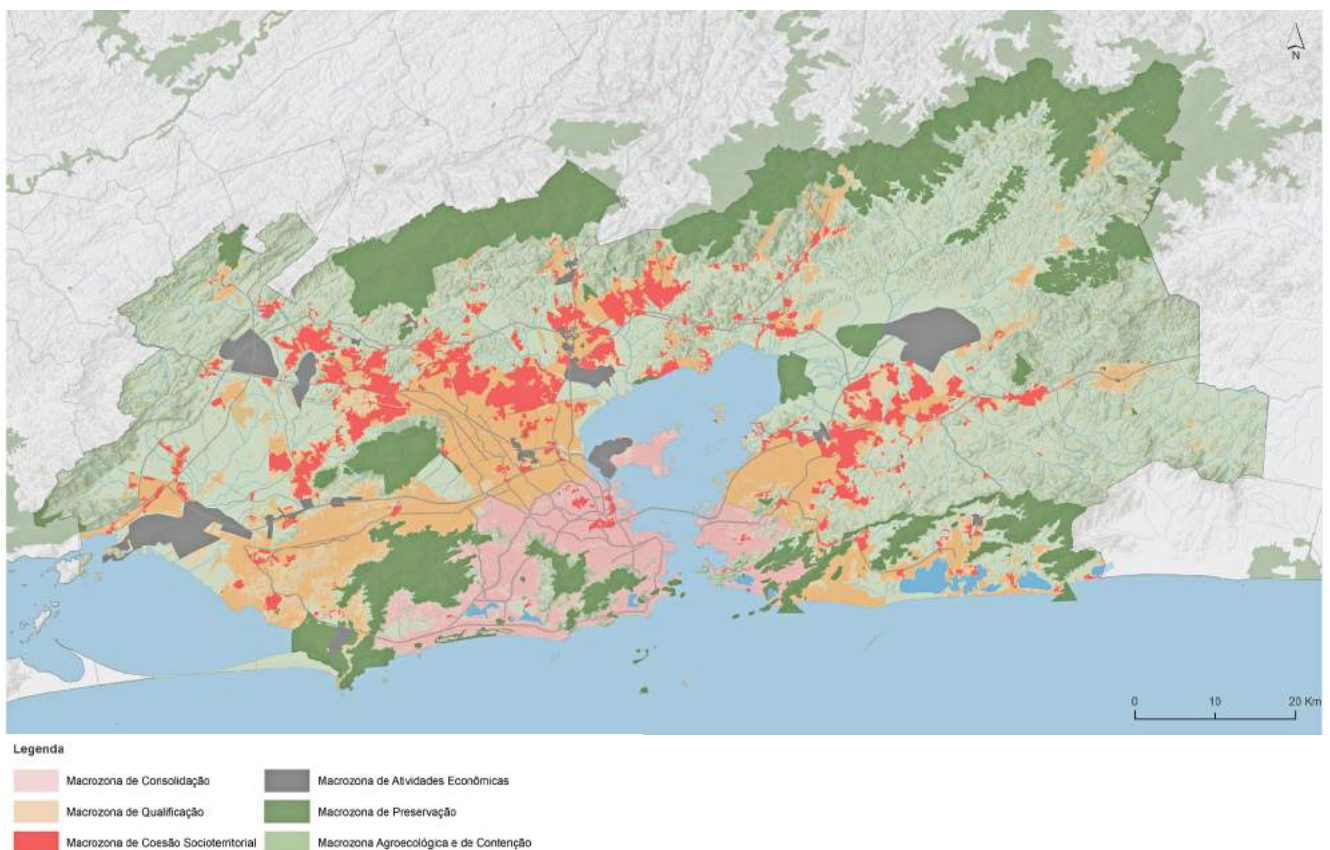 N
0 10 20 Km
Legenda
Macrozona de Consolidação
Macrozona de Atividades Econômicas
Macrozona de Qualificação
Macrozona de Preservação
Macrozona de Coesão Socioterritorial
Macrozona Agroecológica e de Contenção